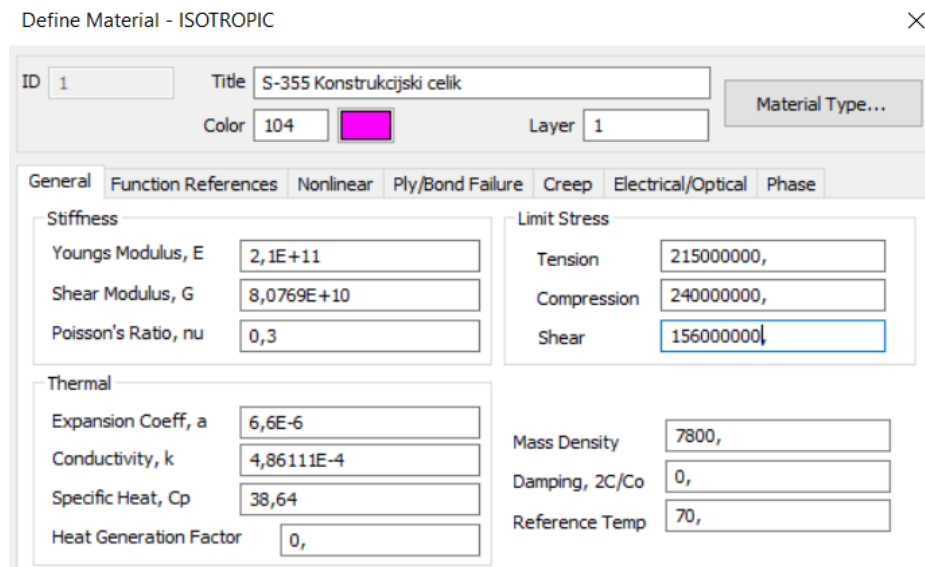 Define Material - ISOTROPIC
ID 1 Title S-355 Konstrukcijski celik Material Type...
Color 104 Layer 1
General Function References Nonlinear Ply/Bond Failure Creep Electrical/Optical Phase
Stiffness
Youngs Modulus, E 2,1E+11
Shear Modulus, G 8,0769E+10
Poisson's Ratio, nu 0,3
Limit Stress
Tension 215000000,
Compression 240000000,
Shear 156000000,
Thermal
Expansion Coeff, a 6,6E-6
Conductivity, k 4,86111E-4
Specific Heat, Cp 38,64
Heat Generation Factor 0,
Mass Density 7800,
Damping, 2C/Co 0,
Reference Temp 70,